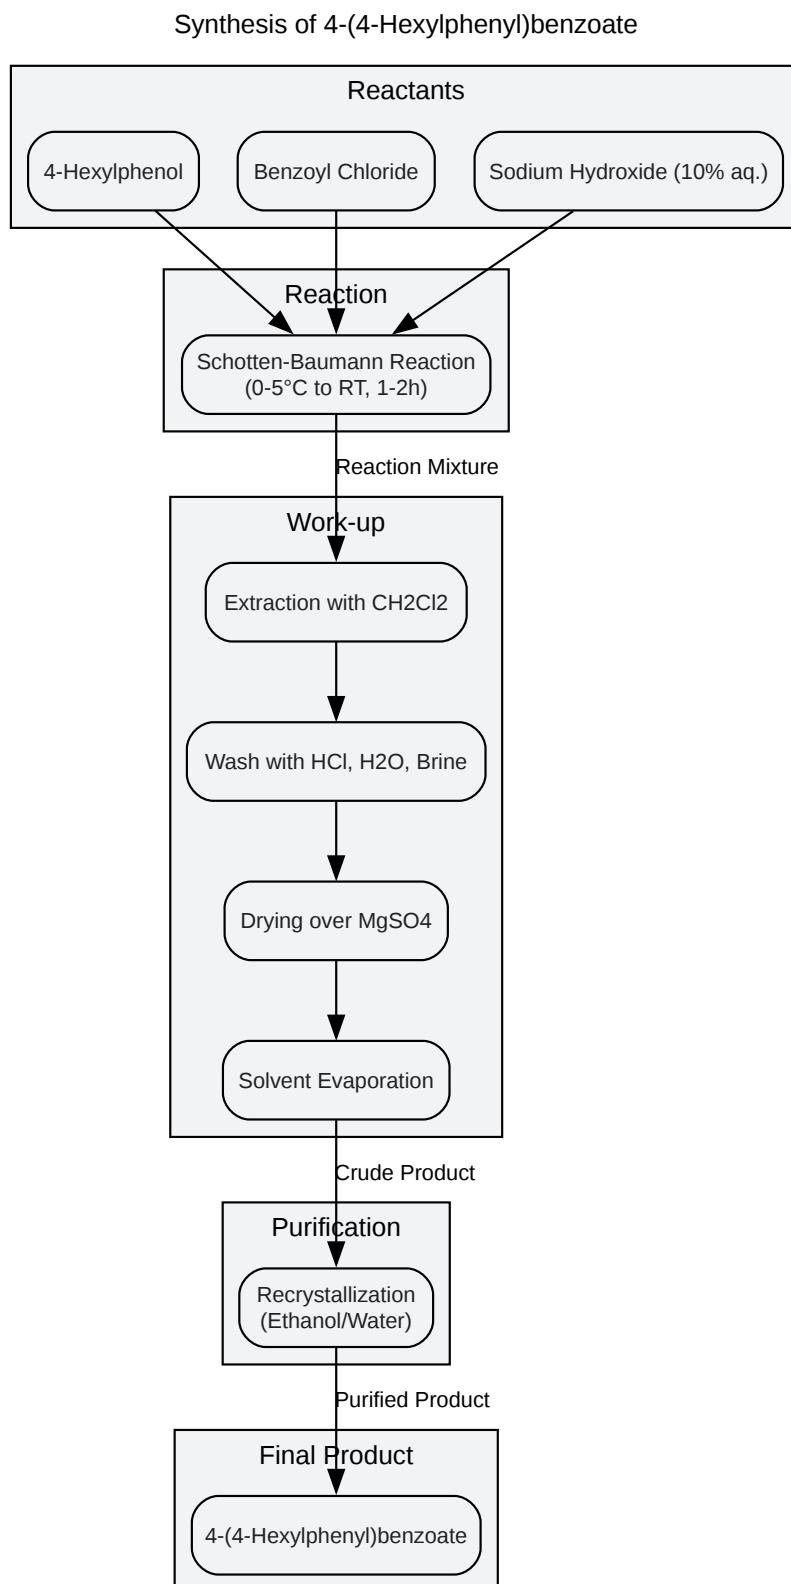 Synthesis of 4-(4-Hexylphenyl)benzoate
Reactants
4-Hexylphenol
Benzoyl Chloride
Sodium Hydroxide (10% aq.)
Reaction
Schotten-Baumann Reaction
(0-5°C to RT, 1-2h)
Reaction Mixture
Work-up
Extraction with CH2Cl2
Wash with HCl, H2O, Brine
Drying over MgSO4
Solvent Evaporation
Crude Product
Purification
Recrystallization
(Ethanol/Water)
Purified Product
Final Product
4-(4-Hexylphenyl)benzoate